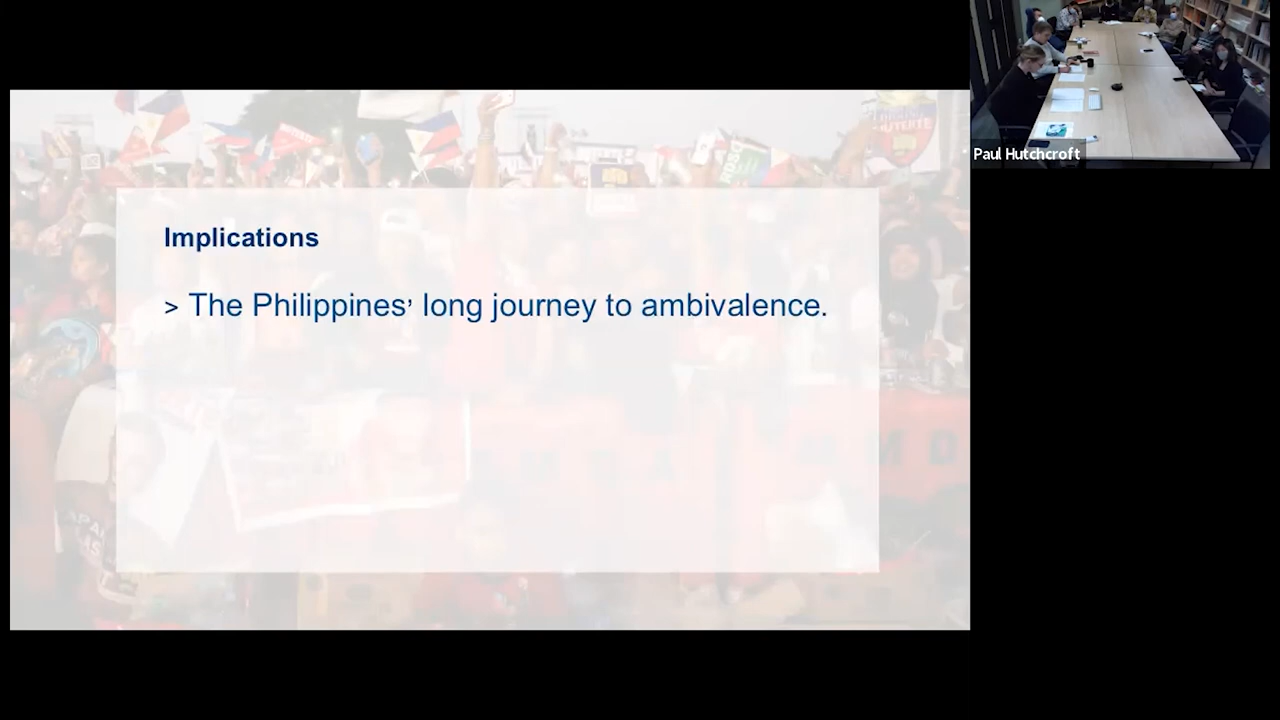 Implications
> The Philippines’ long journey to ambivalence.
Paul Hutchcroft